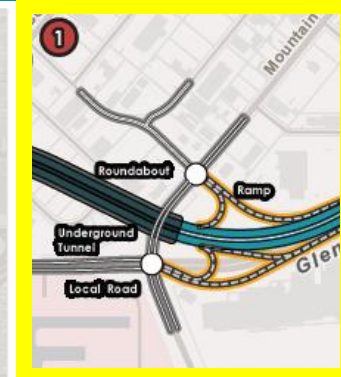 1
Mountain
Roundabout
Ramp
Underground
Tunnel
Glen
Local Road